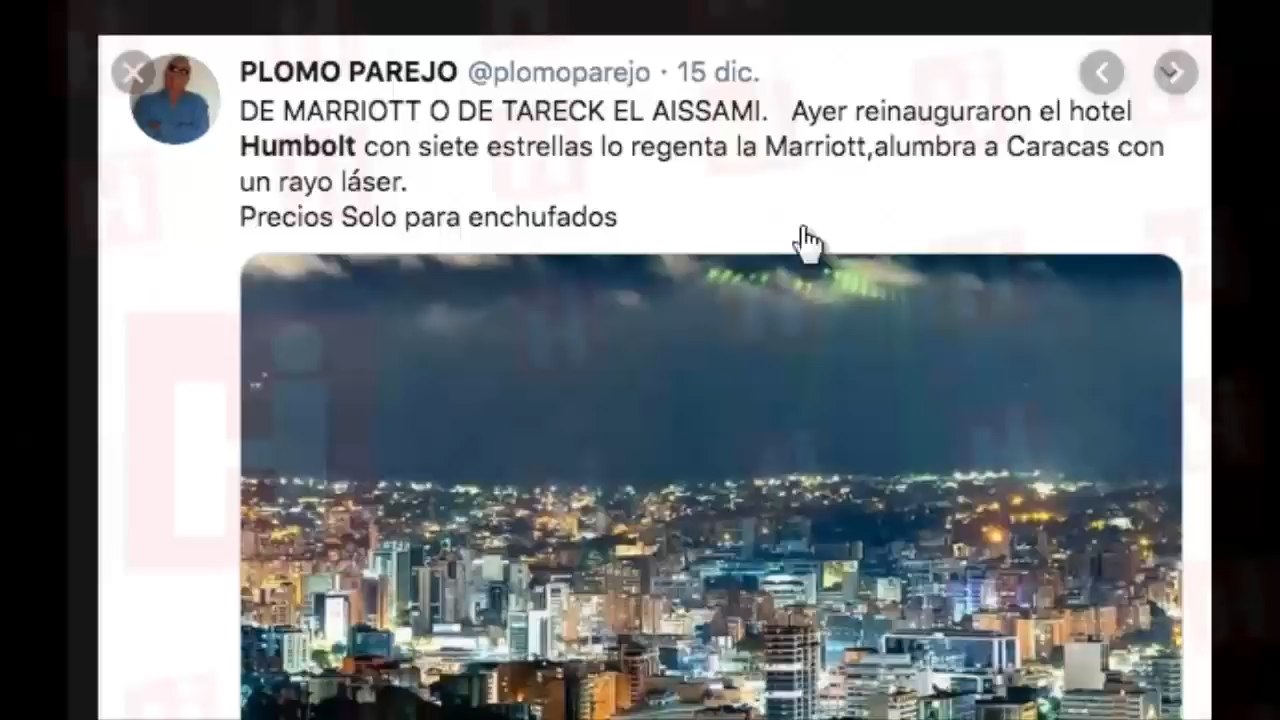 PLOMO PAREJO @plomoparejo · 15 dic.
DE MARRIOTT O DE TARECK EL AISSAMI. Ayer reinauguraron el hotel
Humbolt con siete estrellas lo regenta la Marriott,alumbra a Caracas con
un rayo láser.
Precios Solo para enchufados